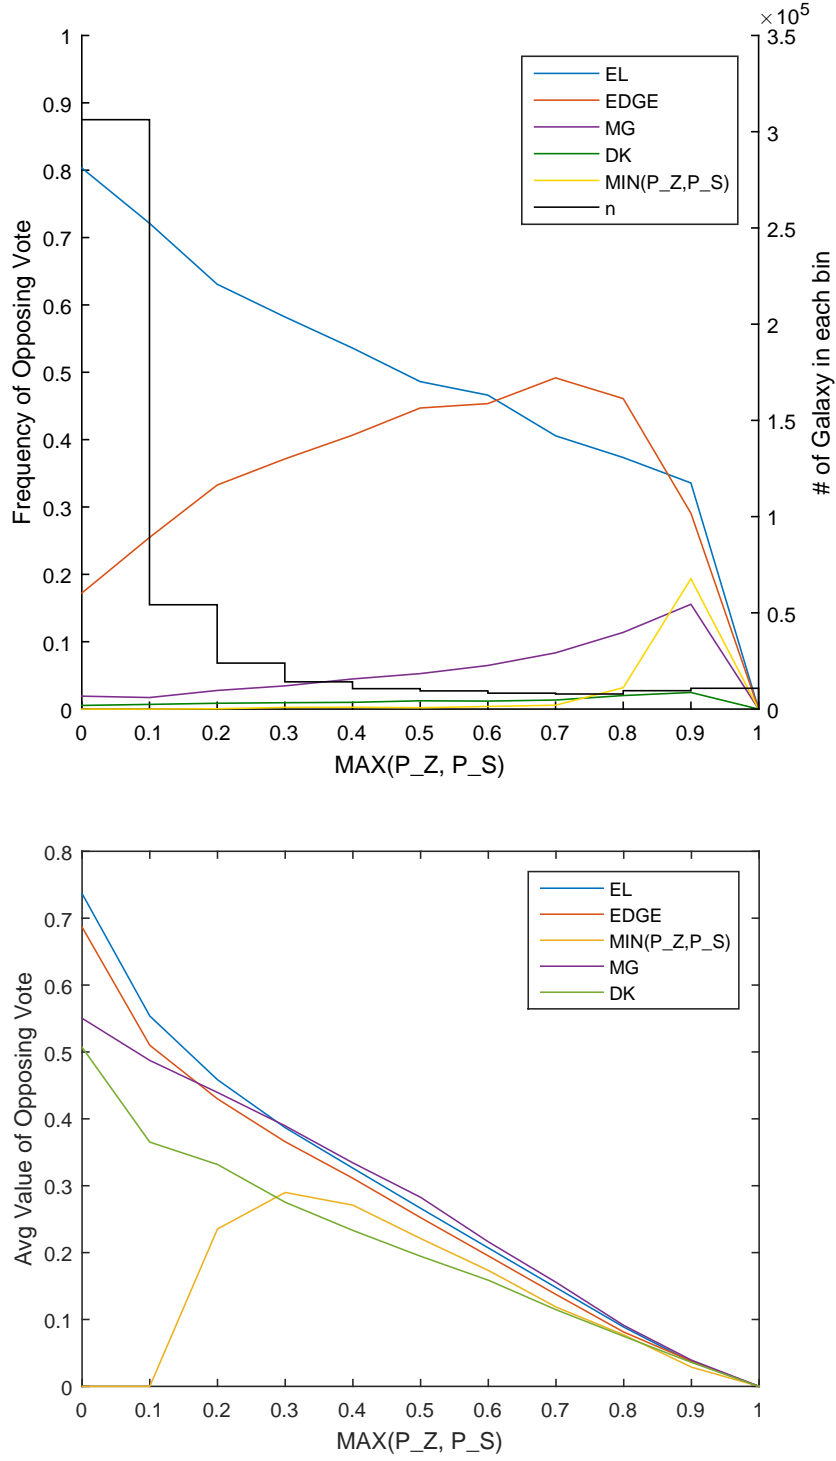 ×10^5
1
0.9
0.8
0.7
0.6
0.5
0.4
0.3
0.2
0.1
0
Frequency of Opposing Vote
3.5
3
2.5
2
1.5
1
0.5
0
# of Galaxy in each bin
EL
EDGE
MG
DK
MIN(P_Z,P_S)
n
0 0.1 0.2 0.3 0.4 0.5 0.6 0.7 0.8 0.9 1
MAX(P_Z, P_S)
0.8
0.7
0.6
0.5
0.4
0.3
0.2
0.1
0
Avg Value of Opposing Vote
EL
EDGE
MIN(P_Z,P_S)
MG
DK
0 0.1 0.2 0.3 0.4 0.5 0.6 0.7 0.8 0.9 1
MAX(P_Z, P_S)